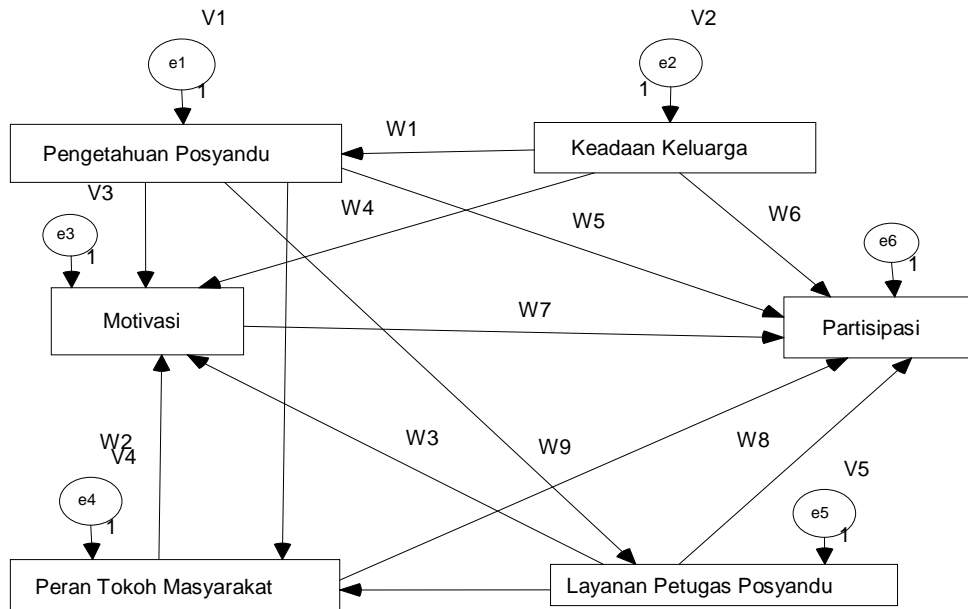 V1
V2
e1
1
e2
1
W1
Pengetahuan Posyandu
Keadaan Keluarga
V3
W4
W5
W6
e3
1
e6
1
Motivasi
W7
Partisipasi
W2
V4
W3
W9
W8
V5
e4
1
e5
1
Peran Tokoh Masyarakat
Layanan Petugas Posyandu